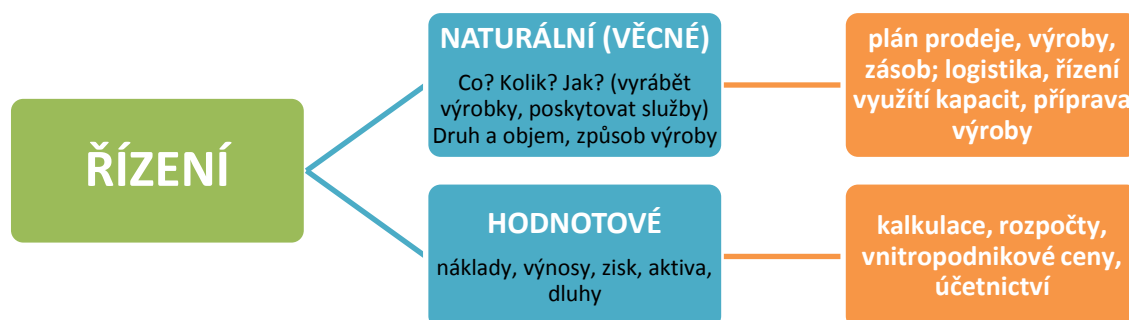 ŘÍZENÍ
NATURÁLNÍ (VĚCNÉ)
Co? Kolik? Jak? (vyrábět
výrobky, poskytovat služby)
Druh a objem, způsob výroby
plán prodeje, výroby,
zásob; logistika, řízení
využítí kapacit, příprava
výroby
HODNOTOVÉ
náklady, výnosy, zisk, aktiva,
dluhy
kalkulace, rozpočty,
vnitropodnikové ceny,
účetnictví